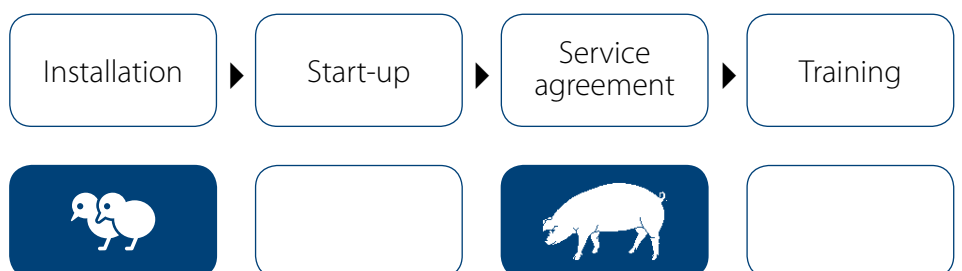 Installation
Start-up
Service
agreement
Training